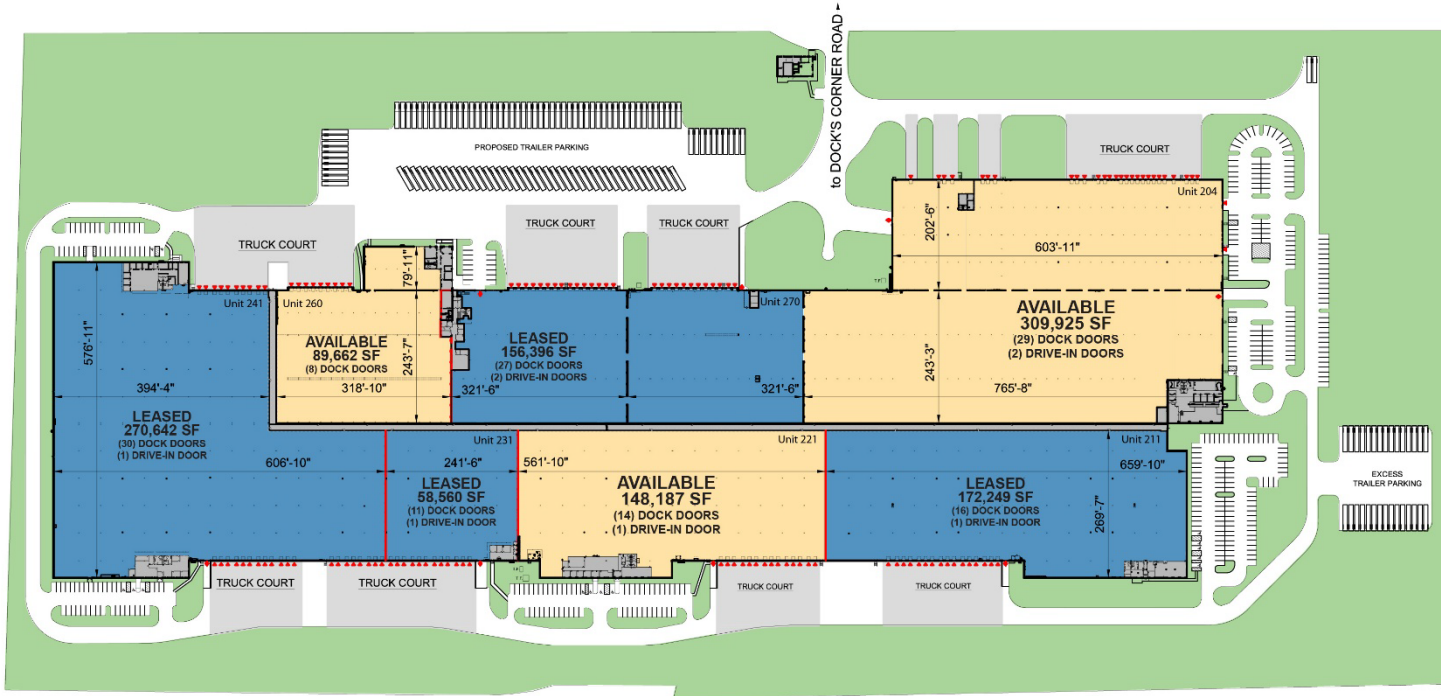 to DOCK'S CORNER ROAD
PROPOSED TRAILER PARKING
TRUCK COURT
Unit 204
202'-6"
603'-11"
TRUCK COURT
TRUCK COURT
TRUCK COURT
79'-11"
Unit 241
576'-11"
394'-4"
LEASED
270,642 SF
(30) DOCK DOORS
(1) DRIVE-IN DOOR
606'-10"
Unit 260
AVAILABLE
89,662 SF
(8) DOCK DOORS
243'-7"
318'-10"
Unit 270
LEASED
156,396 SF
(27) DOCK DOORS
(2) DRIVE-IN DOORS
321'-6"
321'-6"
AVAILABLE
309,925 SF
(29) DOCK DOORS
(2) DRIVE-IN DOORS
243'-3"
765'-8"
Unit 231
241'-6"
LEASED
58,560 SF
(11) DOCK DOORS
(1) DRIVE-IN DOOR
Unit 221
561'-10"
AVAILABLE
148,187 SF
(14) DOCK DOORS
(1) DRIVE-IN DOOR
Unit 211
659'-10"
LEASED
172,249 SF
(16) DOCK DOORS
(1) DRIVE-IN DOOR
269'-7"
EXCESS
TRAILER PARKING
TRUCK COURT
TRUCK COURT
TRUCK COURT
TRUCK COURT